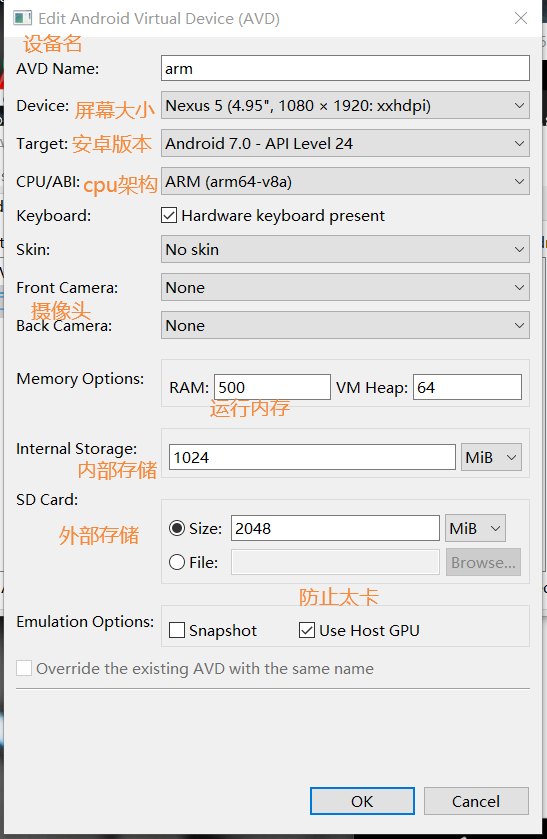 Edit Android Virtual Device (AVD)
设备名
AVD Name: arm
Device: 屏幕大小 Nexus 5 (4.95", 1080 × 1920: xxhdpi)
Target: 安卓版本 Android 7.0 - API Level 24
CPU/ABI: cpu架构 ARM (arm64-v8a)
Keyboard: Hardware keyboard present
Skin: No skin
Front Camera: None
摄像头
Back Camera: None
Memory Options: RAM: 500 VM Heap: 64
运行内存
Internal Storage: 1024 MiB
内部存储
SD Card:
外部存储 Size: 2048 MiB
File: Browse...
防止太卡
Emulation Options: Snapshot Use Host GPU
Override the existing AVD with the same name
OK Cancel